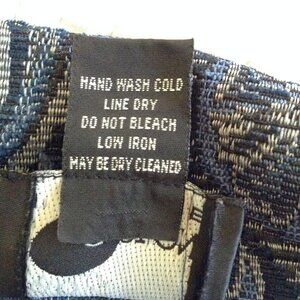 HAND WASH COLD
LINE DRY
DO NOT BLEACH
LOW IRON
MAY BE DRY CLEANED